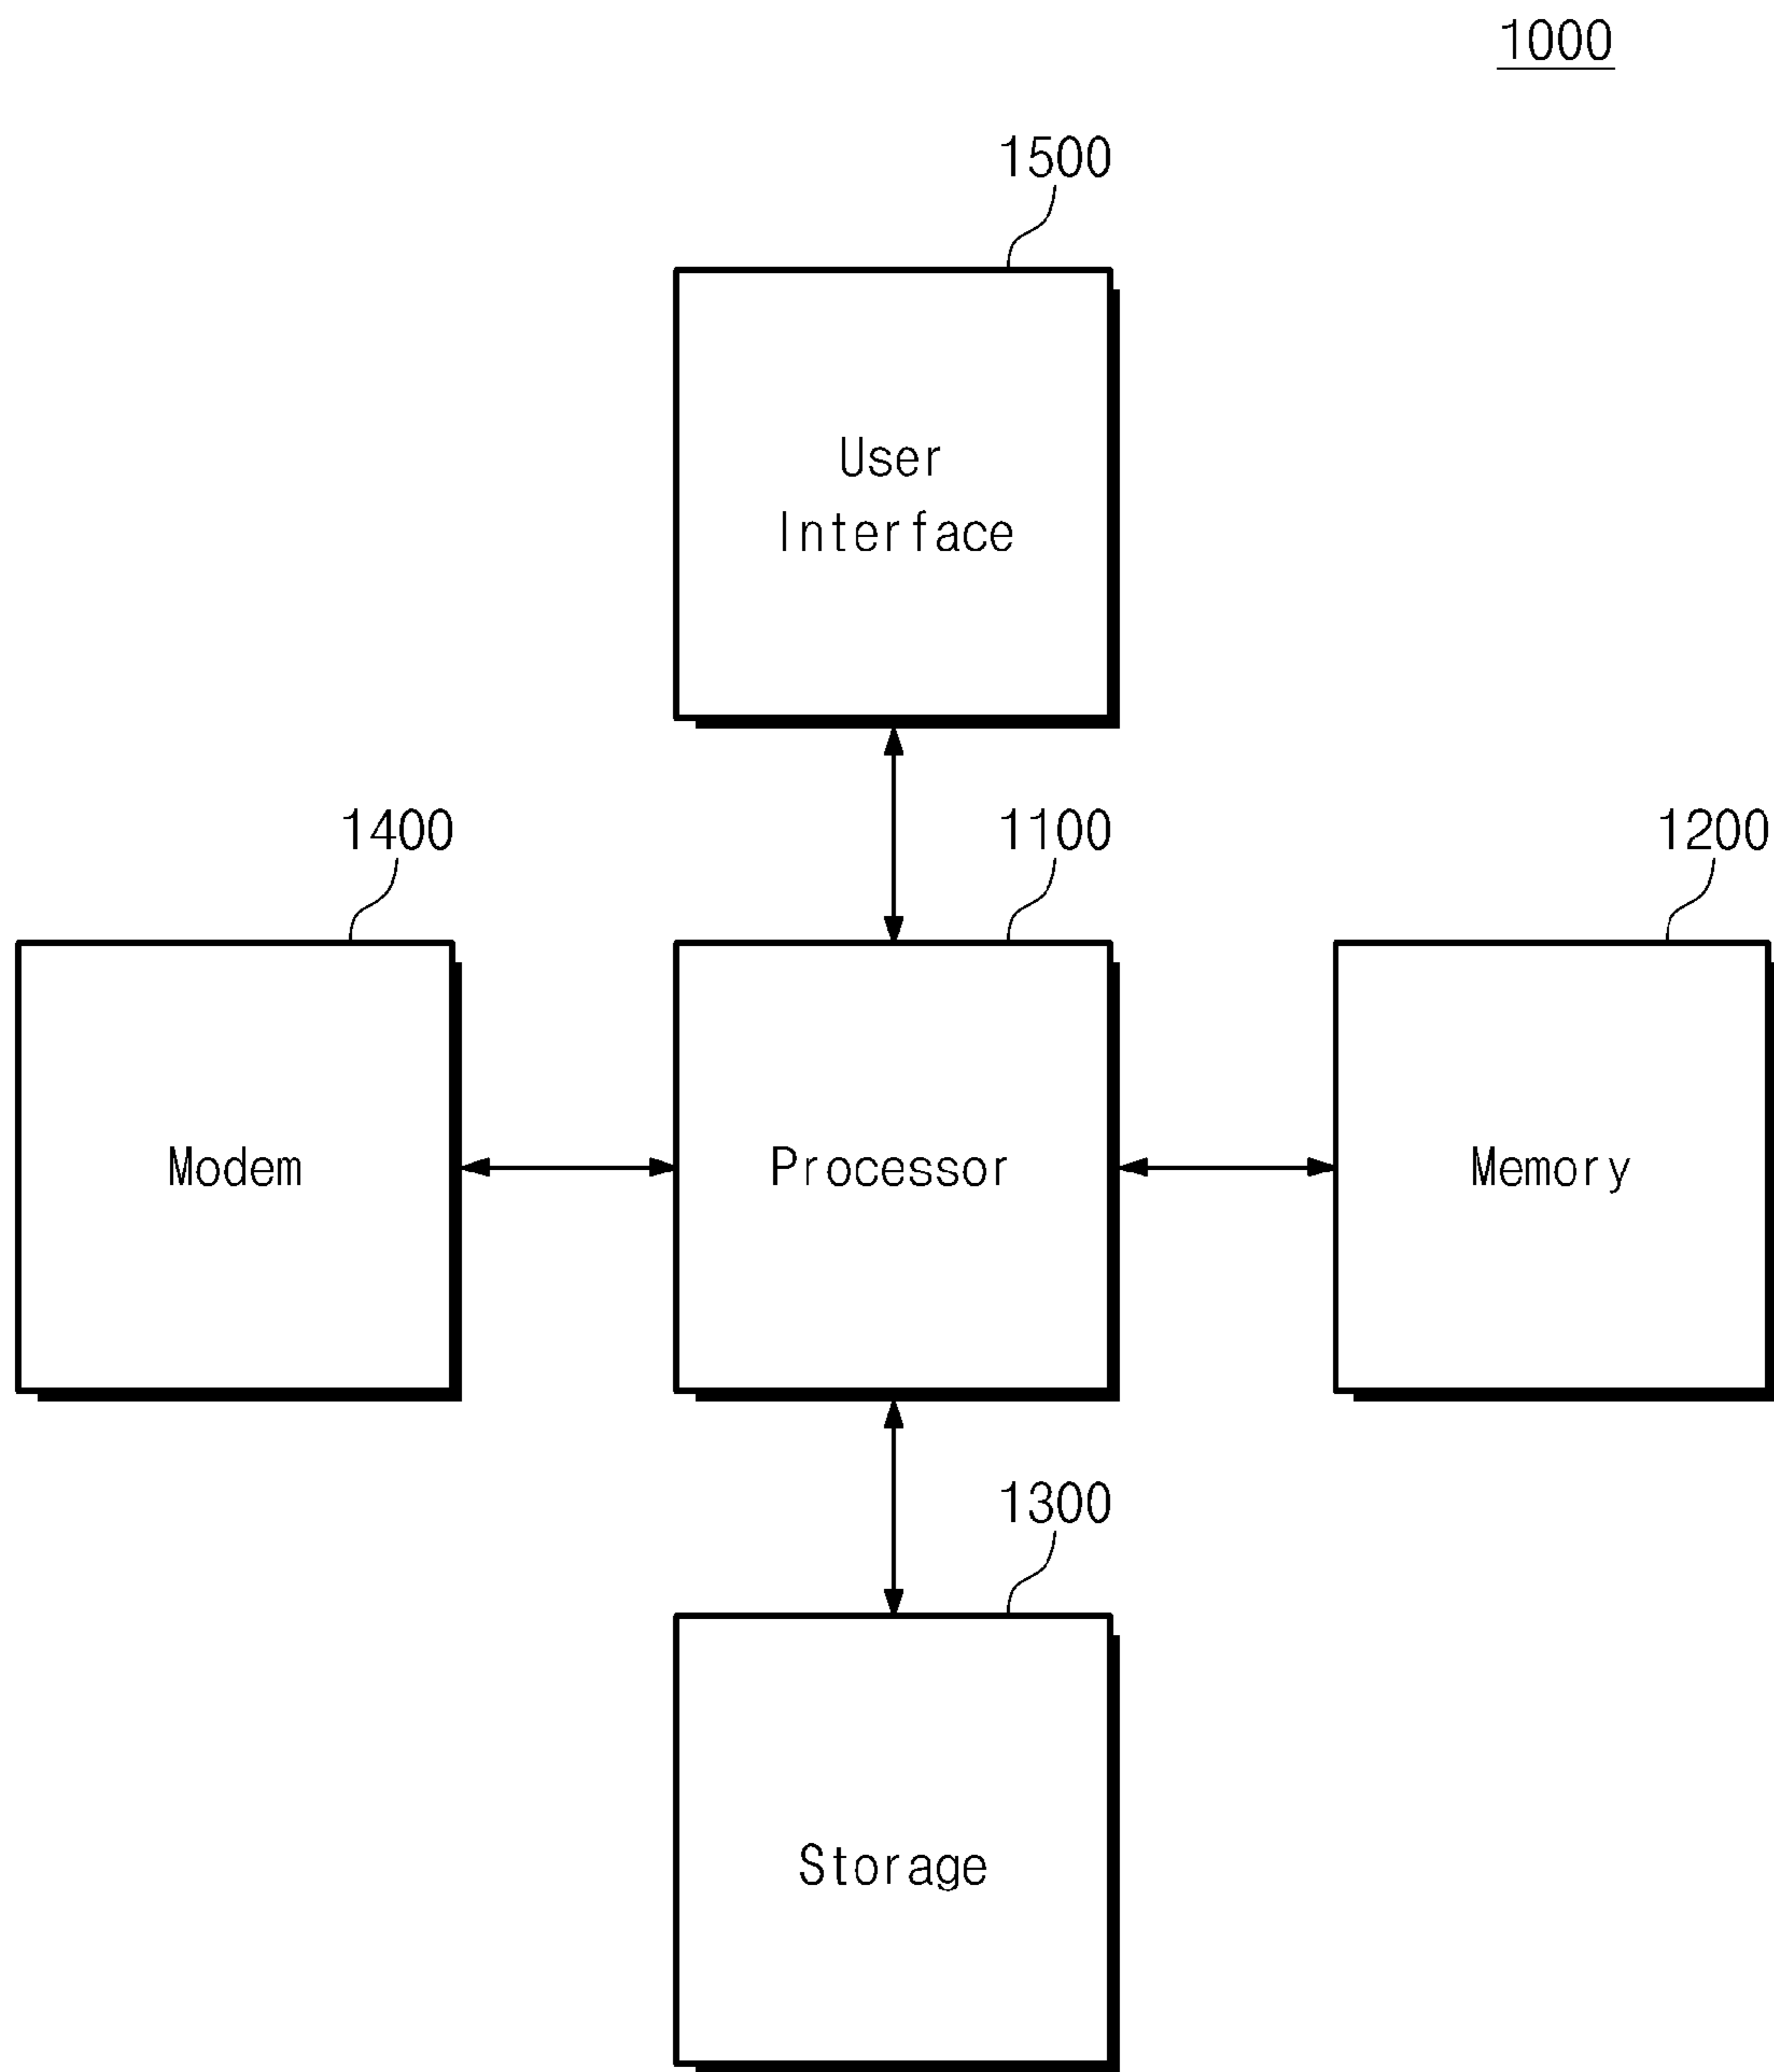 1000
1500
User
Interface
1400
1100
1200
Modem
Processor
Memory
1300
Storage